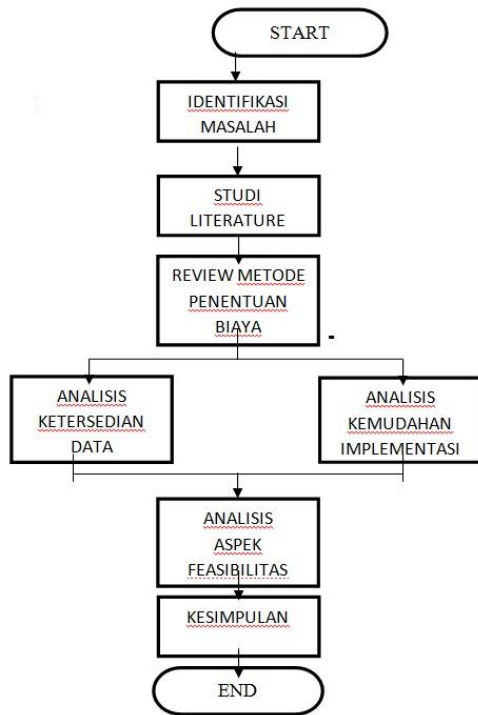 START
IDENTIFIKASI
MASALAH
STUDI
LITERATURE
REVIEW METODE
PENENTUAN
BIAYA
ANALISIS
KETERSEDIAN
DATA
ANALISIS
KEMUDAHAN
IMPLEMENTASI
ANALISIS
ASPEK
FEASIBILITAS
KESIMPULAN
END